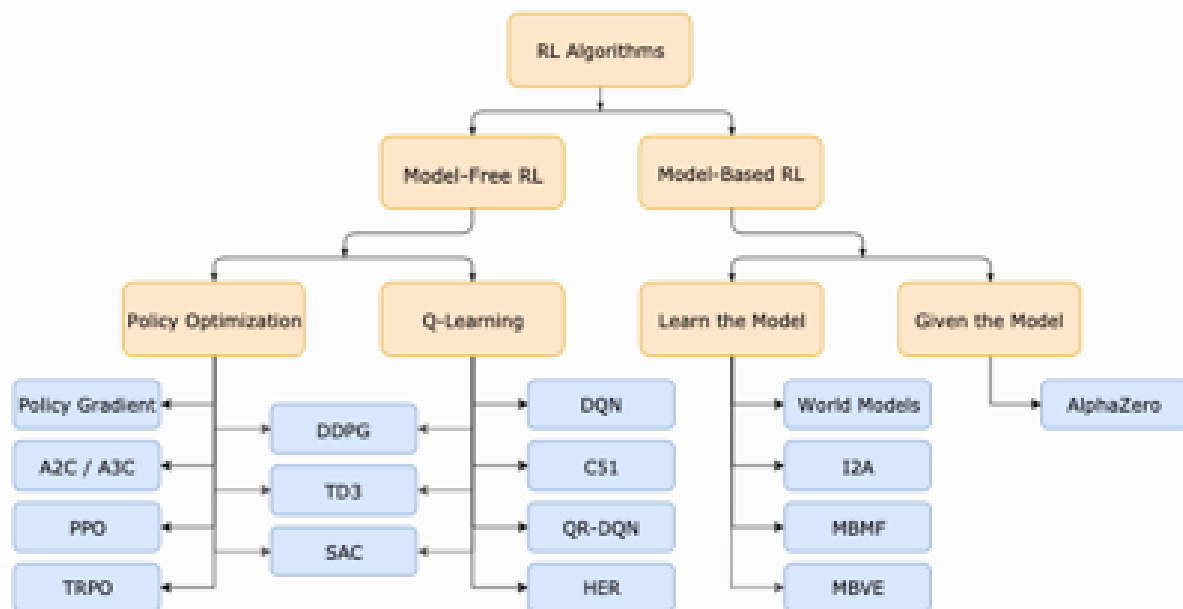 RL Algorithms
Model-Free RL
Model-Based RL
Policy Optimization
Q-Learning
Learn the Model
Given the Model
Policy Gradient
DDPG
DQN
World Models
AlphaZero
A2C / A3C
TD3
C51
I2A
PPO
SAC
QR-DQN
MBMF
TRPO
HER
MBVE